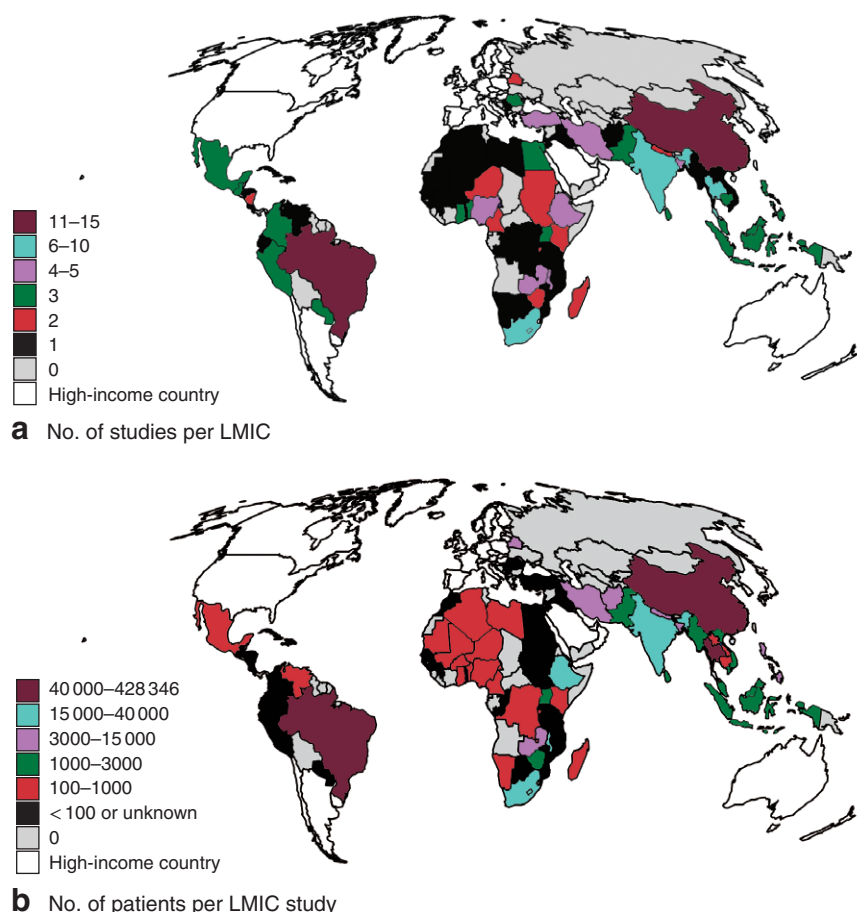 11–15
6–10
4–5
3
2
1
0
High-income country
a No. of studies per LMIC
40 000–428 346
15 000–40 000
3000–15 000
1000–3000
100–1000
< 100 or unknown
0
High-income country
b No. of patients per LMIC study